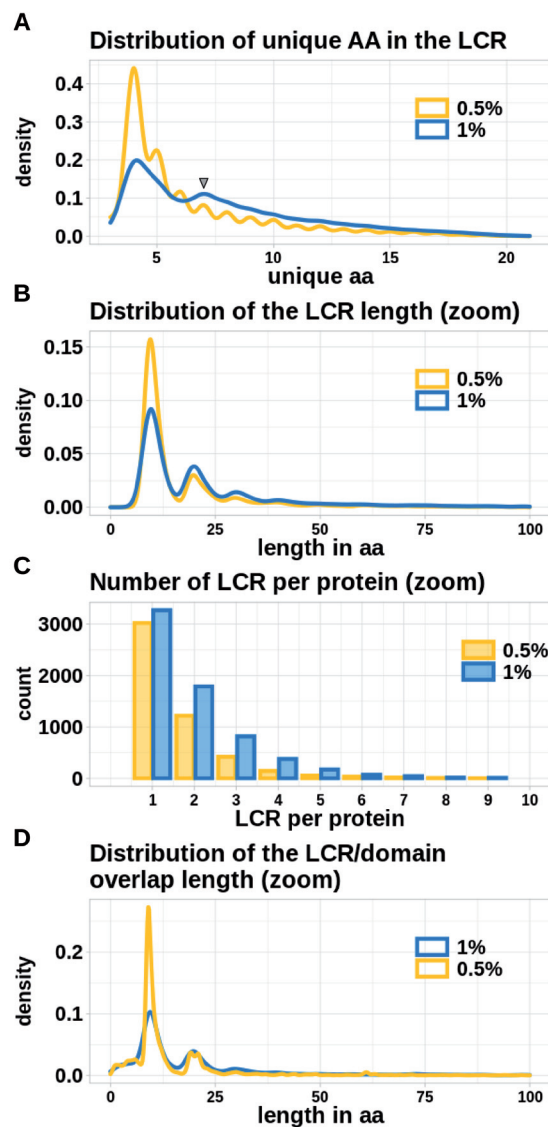 A
Distribution of unique AA in the LCR
density
0.4
0.3
0.2
0.1
0.0
0.5%
1%
5 10 15 20
unique aa
B
Distribution of the LCR length (zoom)
density
0.15
0.10
0.05
0.00
0.5%
1%
0 25 50 75 100
length in aa
C
Number of LCR per protein (zoom)
count
3000
2000
1000
0
0.5%
1%
1 2 3 4 5 6 7 8 9 10
LCR per protein
D
Distribution of the LCR/domain
overlap length (zoom)
density
0.2
0.1
0.0
1%
0.5%
0 25 50 75 100
length in aa